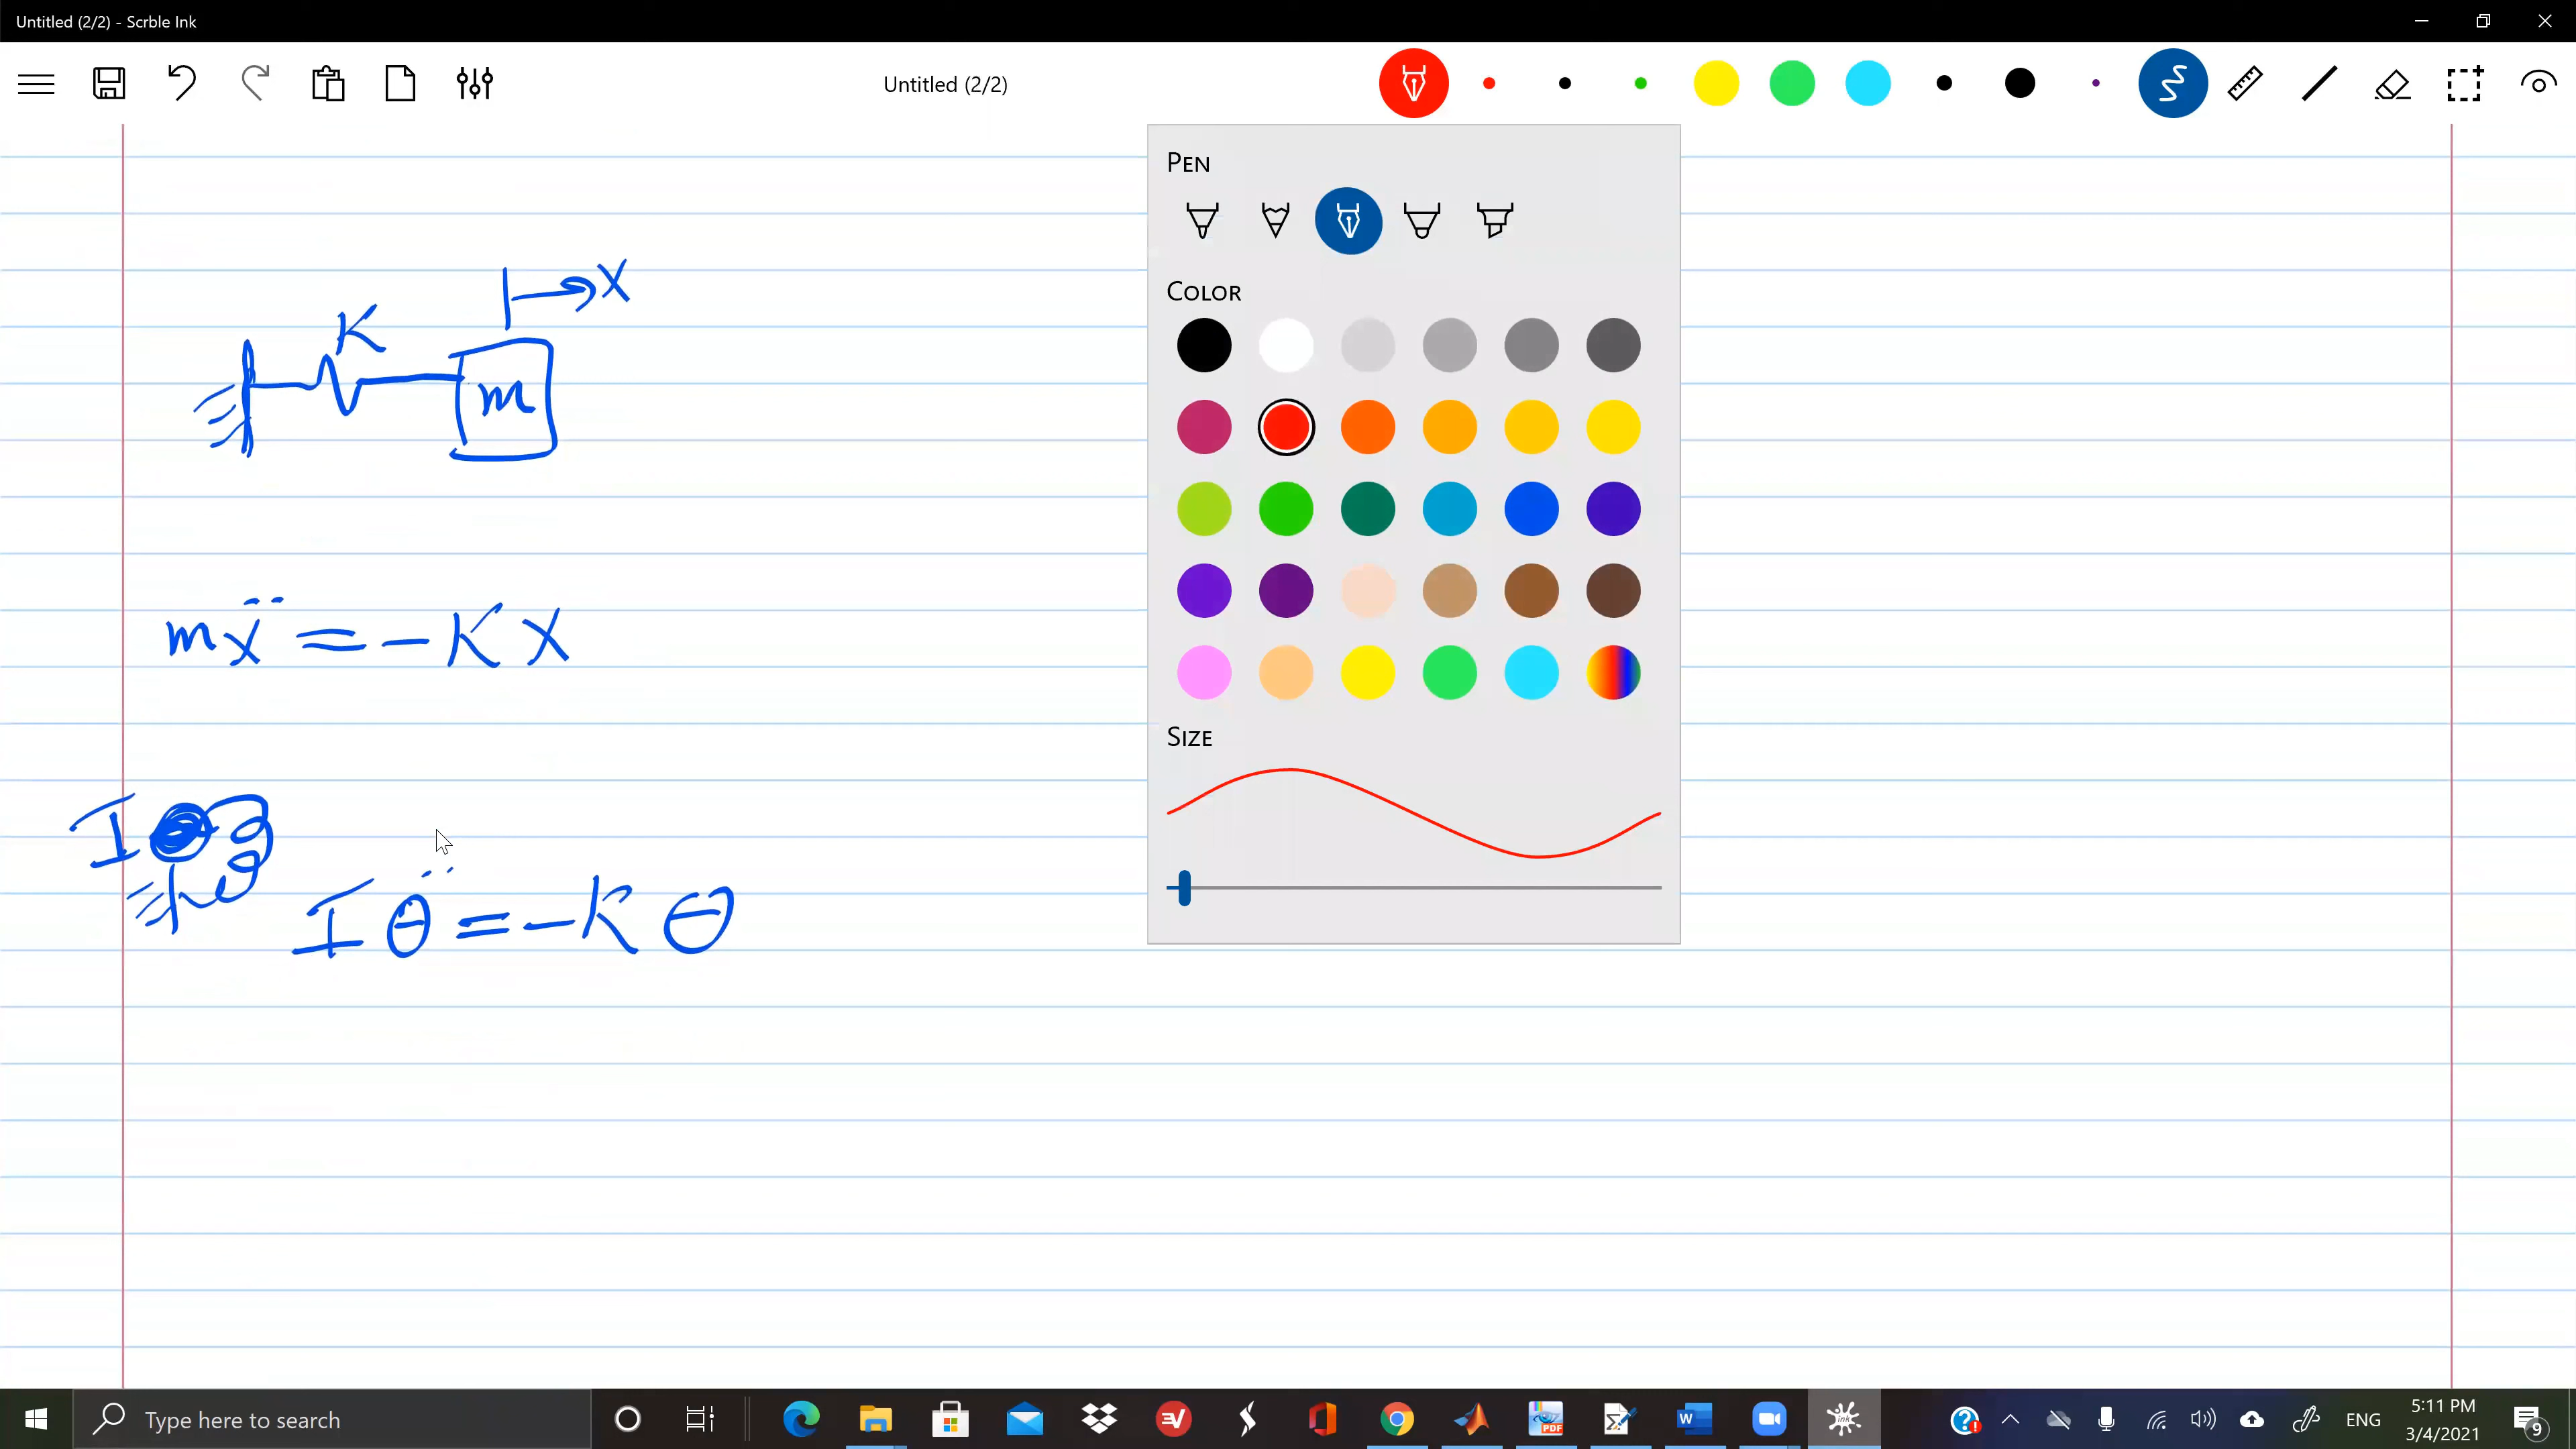 Untitled (2/2) - Scrble Ink
Untitled (2/2)
PEN
COLOR
SIZE
X
K
m
mẍ = -KX
I
Iθ̈ = -Kθ
Type here to search
ENG
5:11 PM
3/4/2021
9